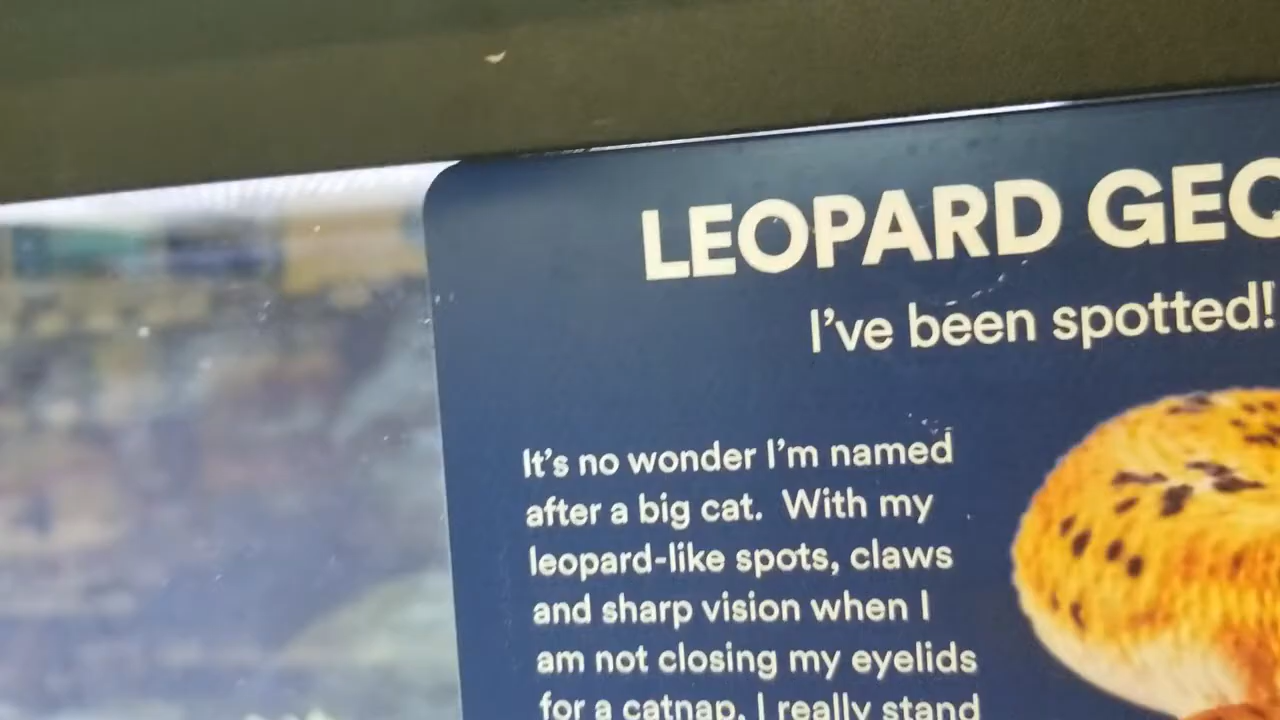 LEOPARD GEC
I've been spotted!
It's no wonder I'm named
after a big cat.  With my
leopard-like spots, claws
and sharp vision when I
am not closing my eyelids
for a catnap, I really stand